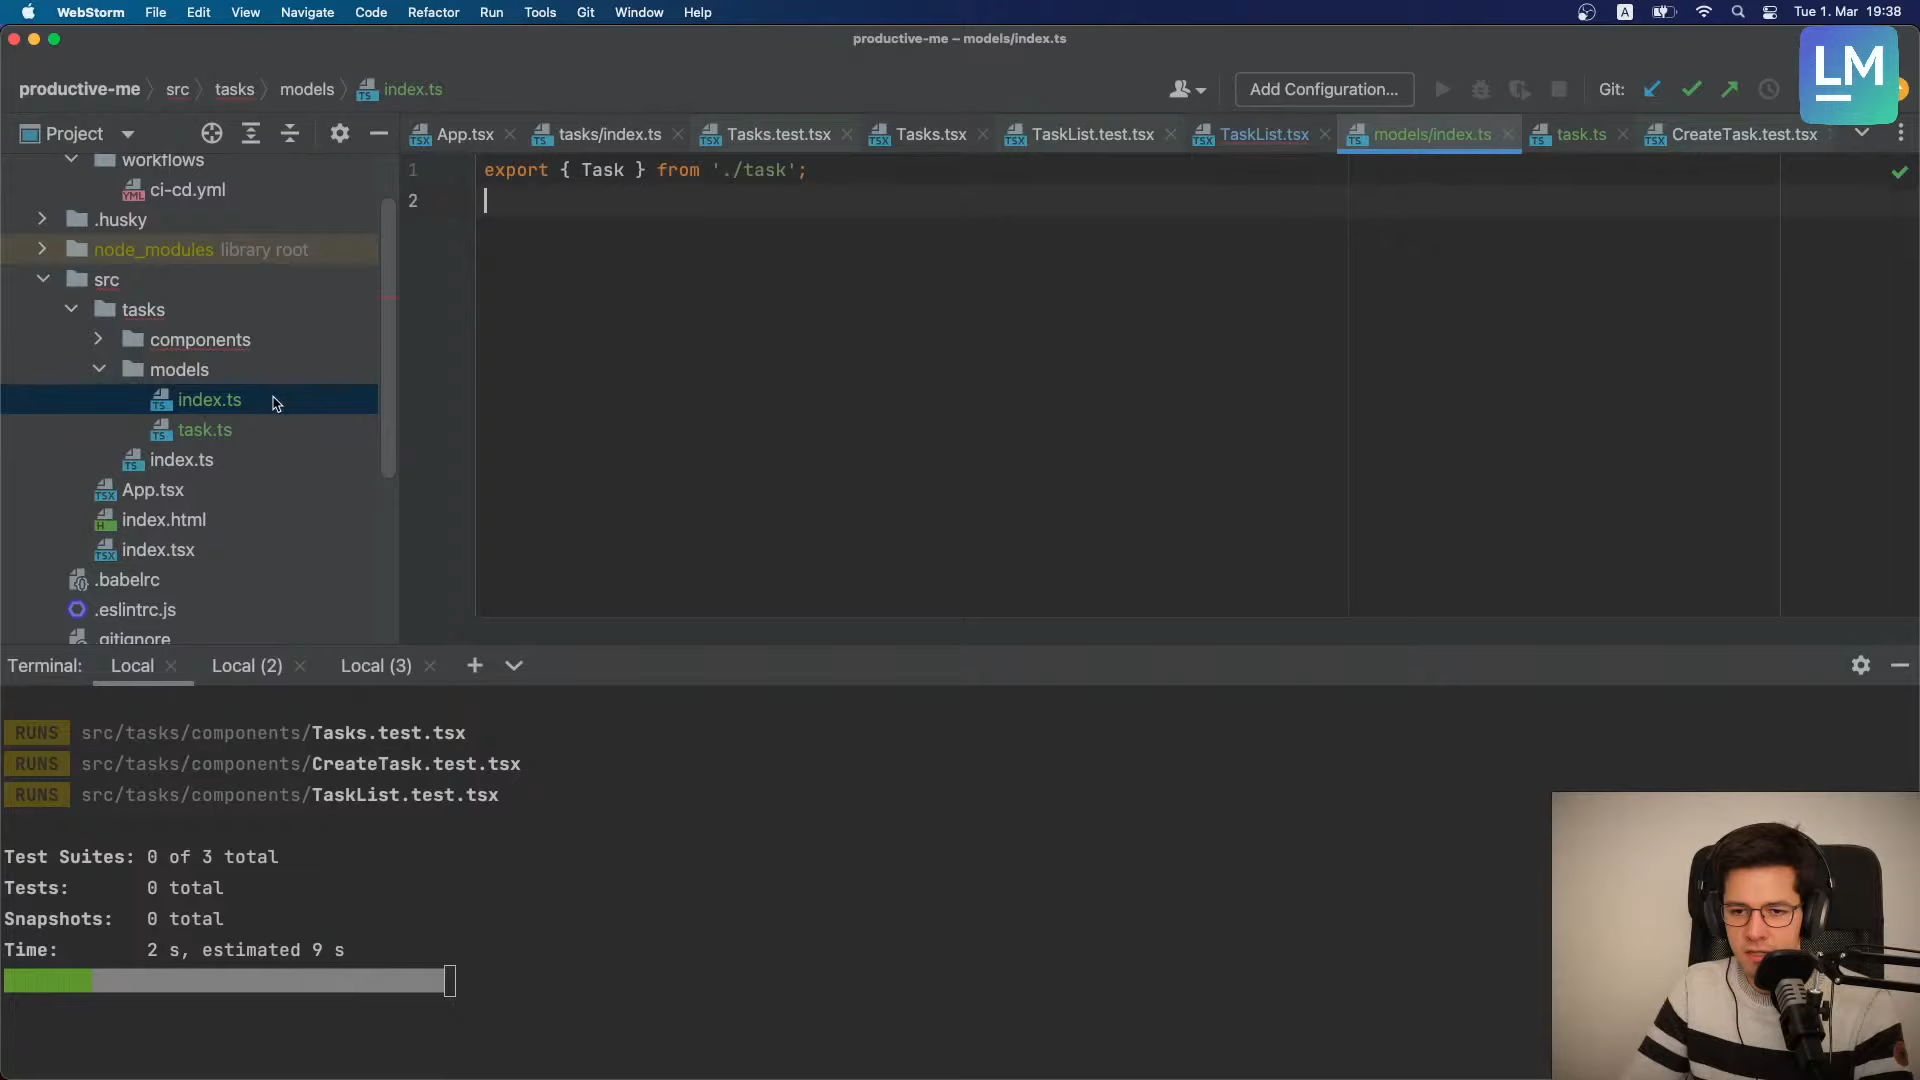 WebStorm File Edit View Navigate Code Refactor Run Tools Git Window Help A Tue 1. Mar 19:38
productive-me – models/index.ts
LM
productive-me src tasks models index.ts Add Configuration... Git:
Project App.tsx tasks/index.ts Tasks.test.tsx Tasks.tsx TaskList.test.tsx TaskList.tsx models/index.ts task.ts CreateTask.test.tsx
workflows
ci-cd.yml
.husky
node_modules library root
src
tasks
components
models
index.ts
task.ts
index.ts
App.tsx
index.html
index.tsx
.babelrc
.eslintrc.js
.gitignore
1 export { Task } from './task';
2
Terminal: Local Local (2) Local (3)
RUNS src/tasks/components/Tasks.test.tsx
RUNS src/tasks/components/CreateTask.test.tsx
RUNS src/tasks/components/TaskList.test.tsx
Test Suites: 0 of 3 total
Tests: 0 total
Snapshots: 0 total
Time: 2 s, estimated 9 s